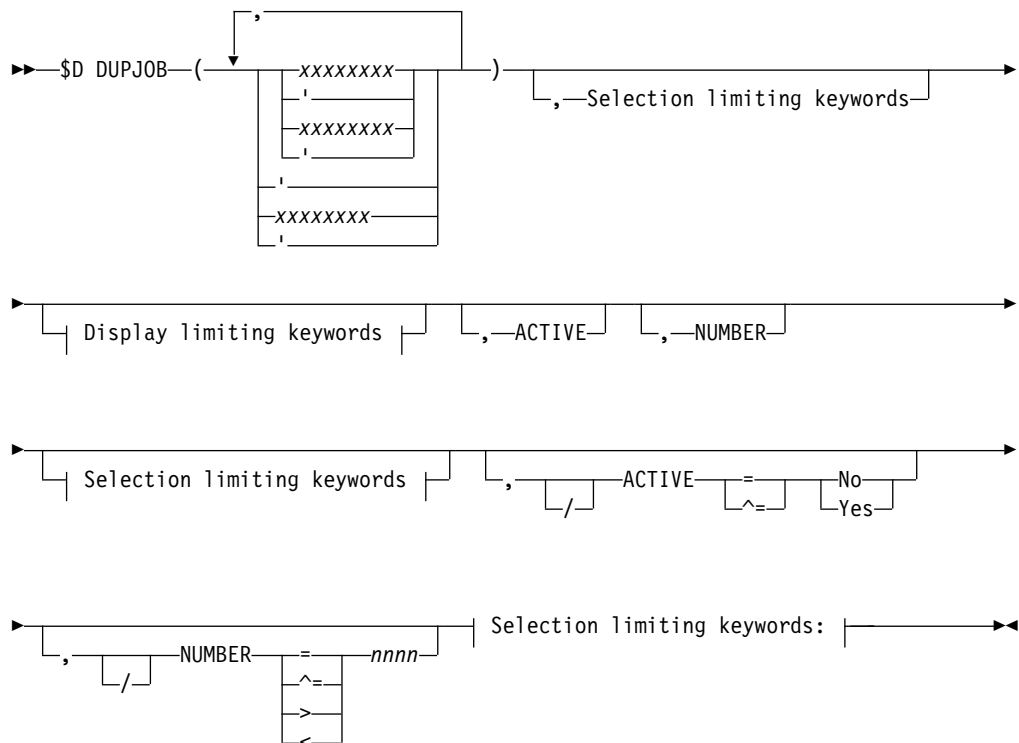 ,
$D DUPJOB ( xxxxxxxx ) , Selection limiting keywords
'
xxxxxxxx
'
'
xxxxxxxx
'
Display limiting keywords , ACTIVE , NUMBER
Selection limiting keywords , / ACTIVE = No
^= Yes
, / NUMBER = nnnn Selection limiting keywords:
^=
>
<